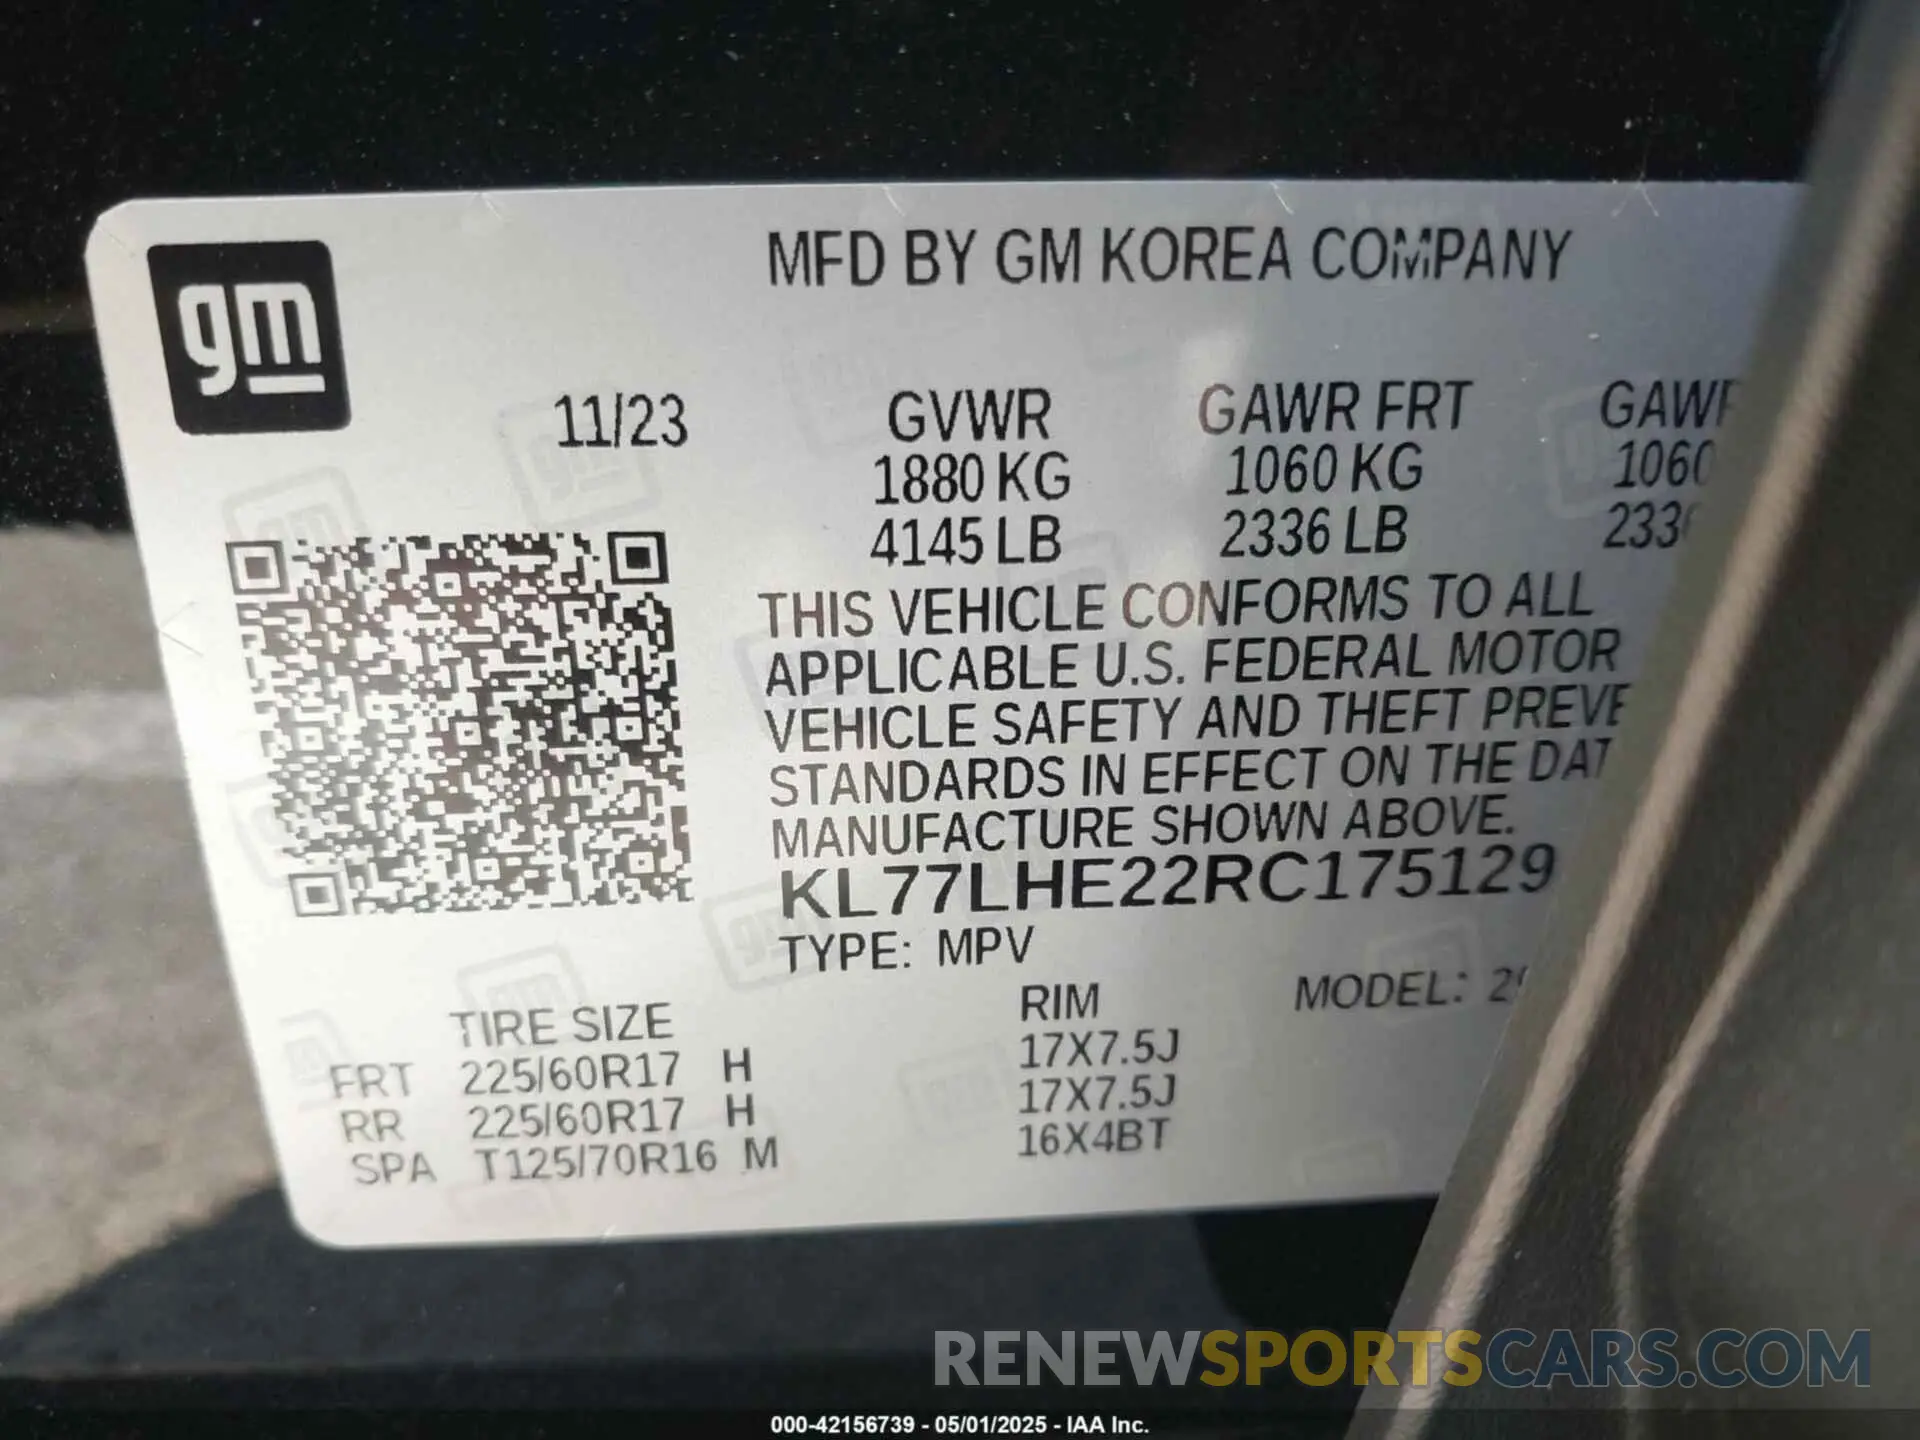 gm
MFD BY GM KOREA COMPANY
11/23 GVWR GAWR FRT
1880 KG 1060 KG
4145 LB 2336 LB
THIS VEHICLE CONFORMS TO ALL
APPLICABLE U.S. FEDERAL MOTOR
VEHICLE SAFETY AND THEFT
STANDARDS IN EFFECT ON THE
MANUFACTURE SHOWN ABOVE.
KL77LHE22RC175129
TYPE: MPV
MODEL:
TIRE SIZE RIM
FRT 225/60R17 H 17X7.5J
RR 225/60R17 H 17X7.5J
SPA T125/70R16 M 16X4BT
RENEWSPORTSCARS.COM
000-42156739 - 05/01/2025 - IAA Inc.